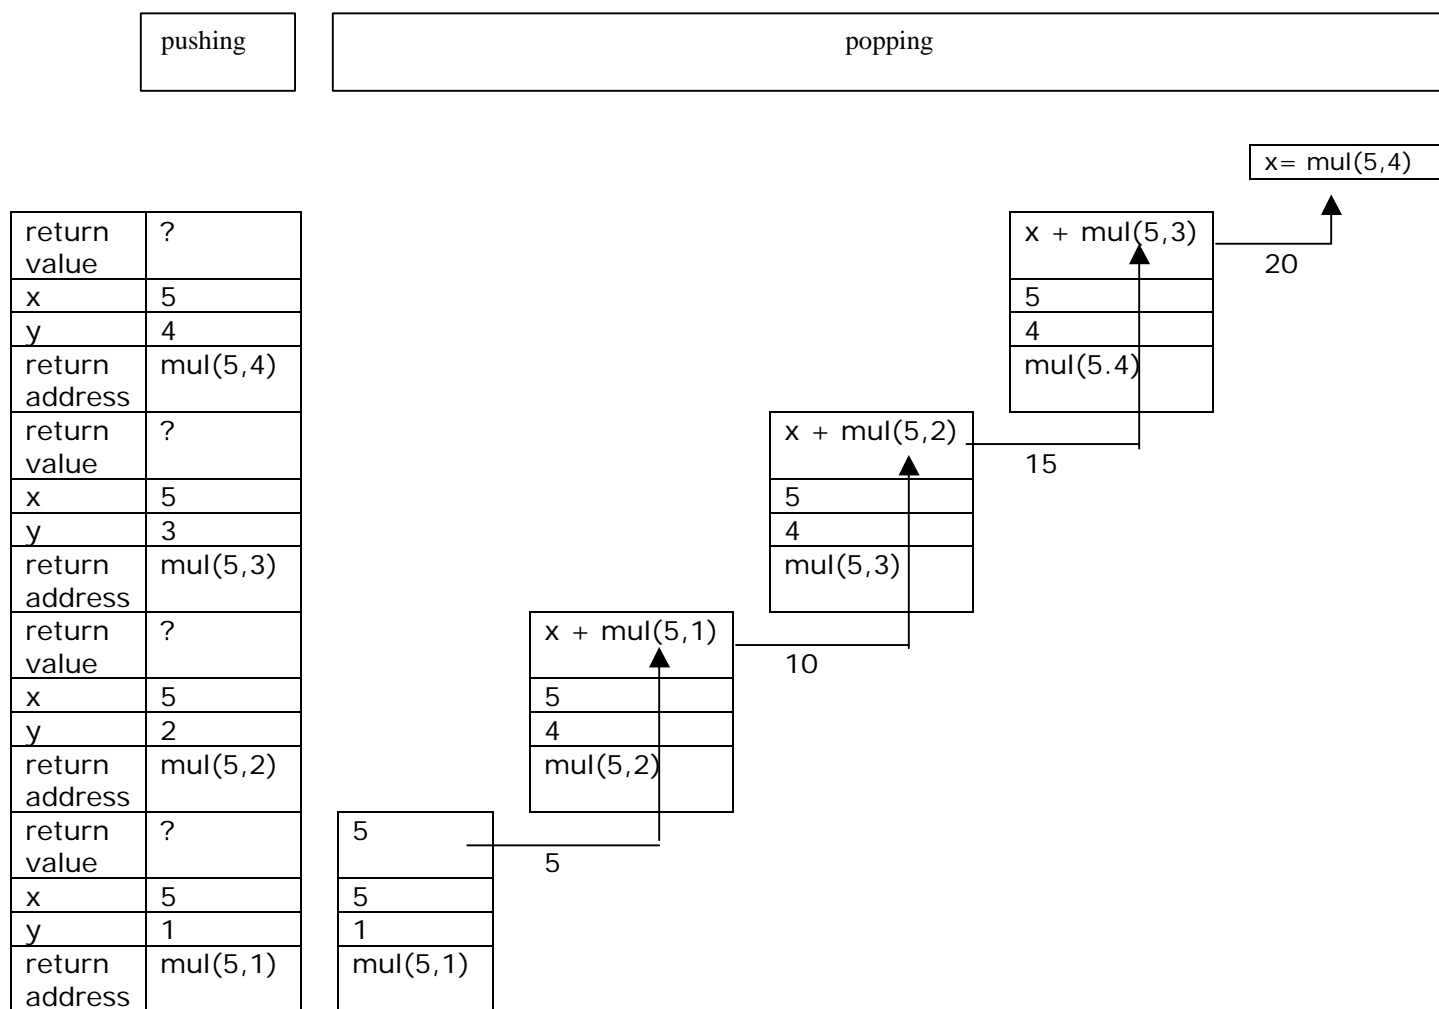 pushing
popping
x= mul(5,4)
return value ?
x 5
y 4
return address mul(5,4)
return value ?
x 5
y 3
return address mul(5,3)
return value ?
x 5
y 2
return address mul(5,2)
return value ?
x 5
y 1
return address mul(5,1)
5
5
1
mul(5,1)
5
x + mul(5,1)
5
4
mul(5,2)
10
x + mul(5,2)
5
4
mul(5,3)
15
x + mul(5,3)
5
4
mul(5.4)
20